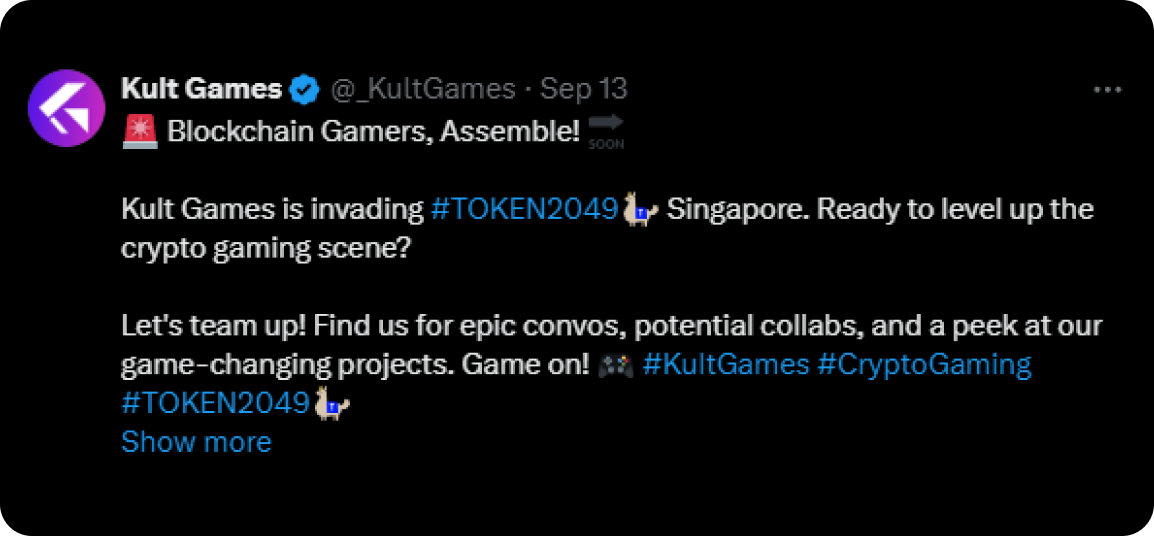 Kult Games @_KultGames · Sep 13
🚨 Blockchain Gamers, Assemble! 🔜
Kult Games is invading #TOKEN2049 Singapore. Ready to level up the
crypto gaming scene?
Let's team up! Find us for epic convos, potential collabs, and a peek at our
game-changing projects. Game on! 🎮 #KultGames #CryptoGaming
#TOKEN2049
Show more